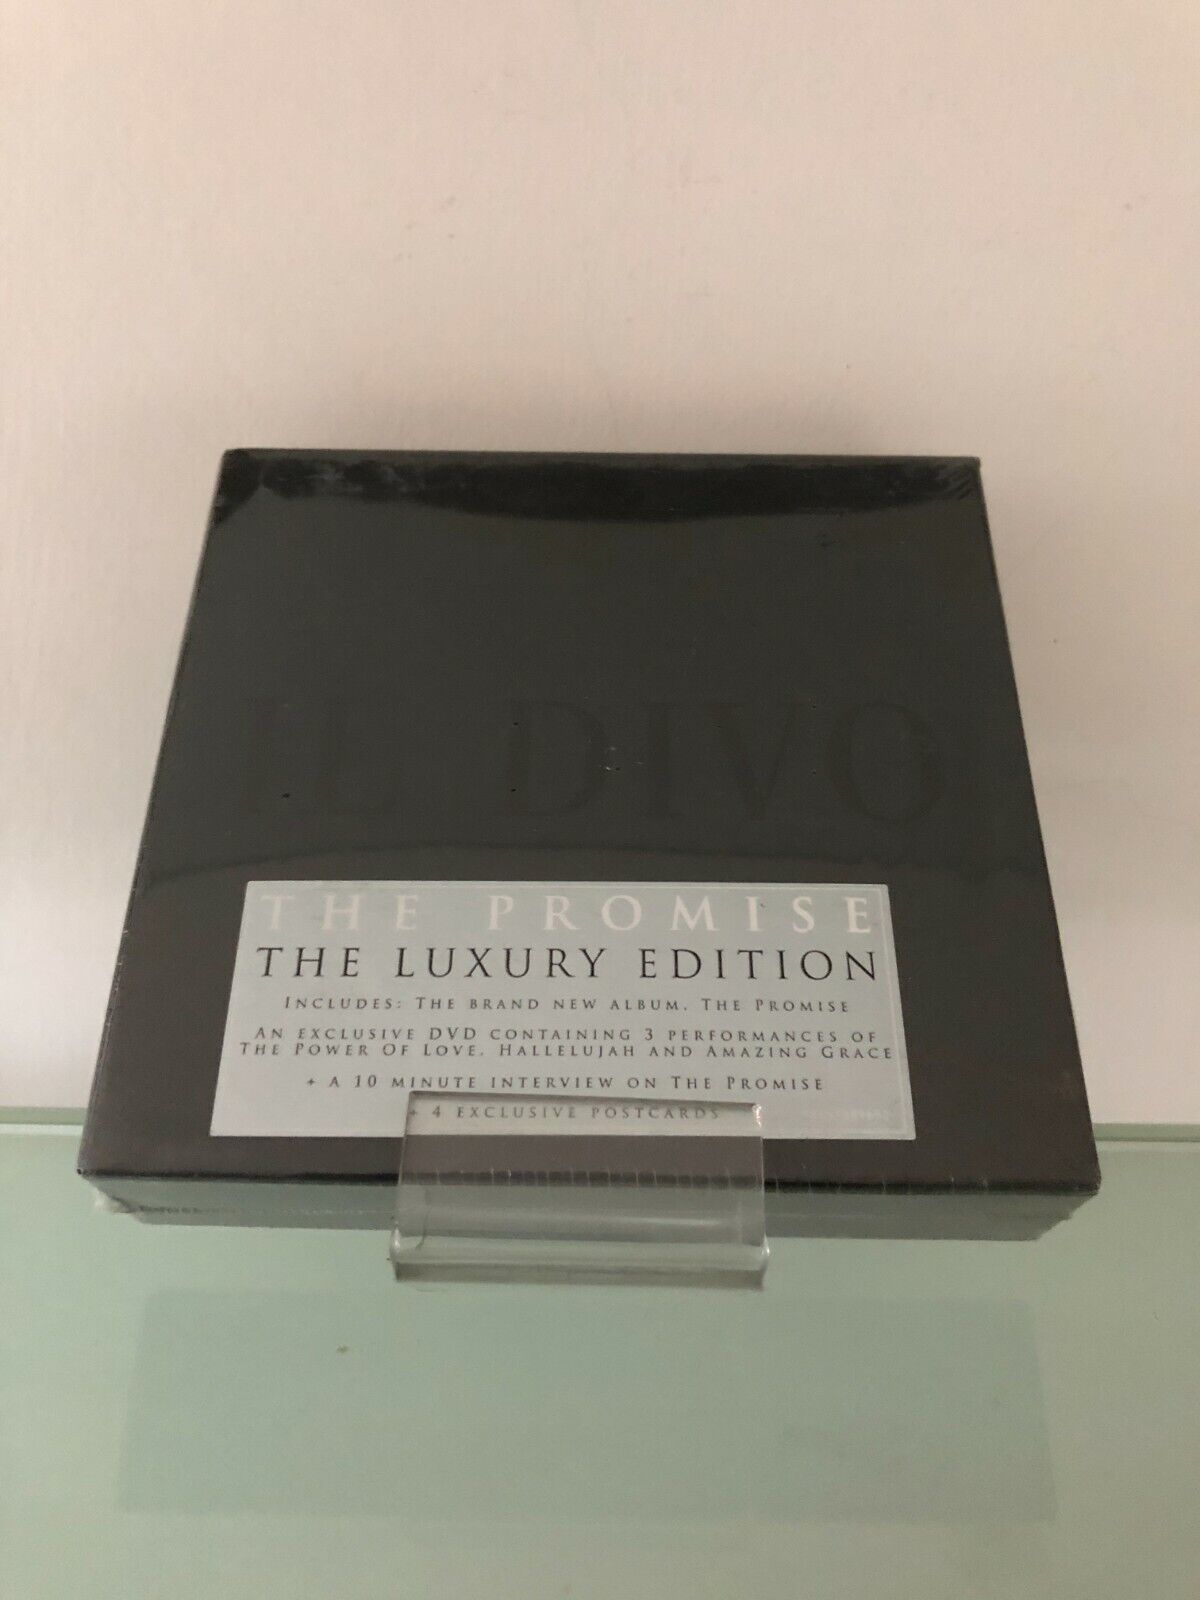 IL DIVO
THE PROMISE
THE LUXURY EDITION
INCLUDES: THE BRAND NEW ALBUM, THE PROMISE
AN EXCLUSIVE DVD CONTAINING 3 PERFORMANCES OF
THE POWER OF LOVE, HALLELUJAH AND AMAZING GRACE
+ A 10 MINUTE INTERVIEW ON THE PROMISE
+ 4 EXCLUSIVE POSTCARDS